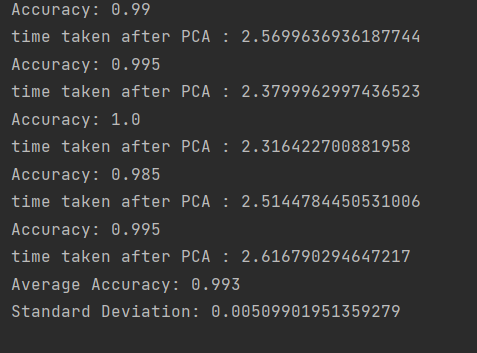 Accuracy: 0.99
time taken after PCA : 2.5699636936187744
Accuracy: 0.995
time taken after PCA : 2.3799962997436523
Accuracy: 1.0
time taken after PCA : 2.316422700881958
Accuracy: 0.985
time taken after PCA : 2.5144784450531006
Accuracy: 0.995
time taken after PCA : 2.616790294647217
Average Accuracy: 0.993
Standard Deviation: 0.00509901951359279